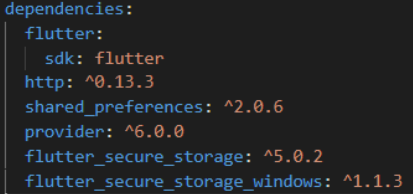 dependencies:
  flutter:
    sdk: flutter
  http: ^0.13.3
  shared_preferences: ^2.0.6
  provider: ^6.0.0
  flutter_secure_storage: ^5.0.2
  flutter_secure_storage_windows: ^1.1.3